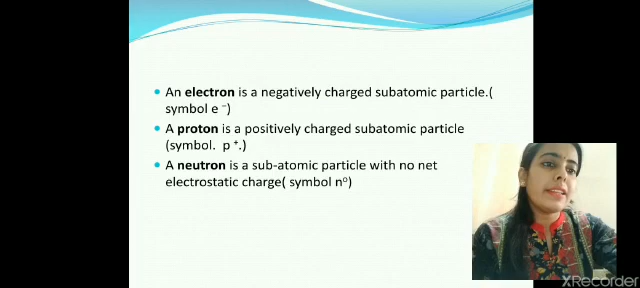 An electron is a negatively charged subatomic particle.(
symbol e ⁻)
A proton is a positively charged subatomic particle
(symbol. p ⁺.)
A neutron is a sub-atomic particle with no net
electrostatic charge( symbol n⁰)
XRecorder